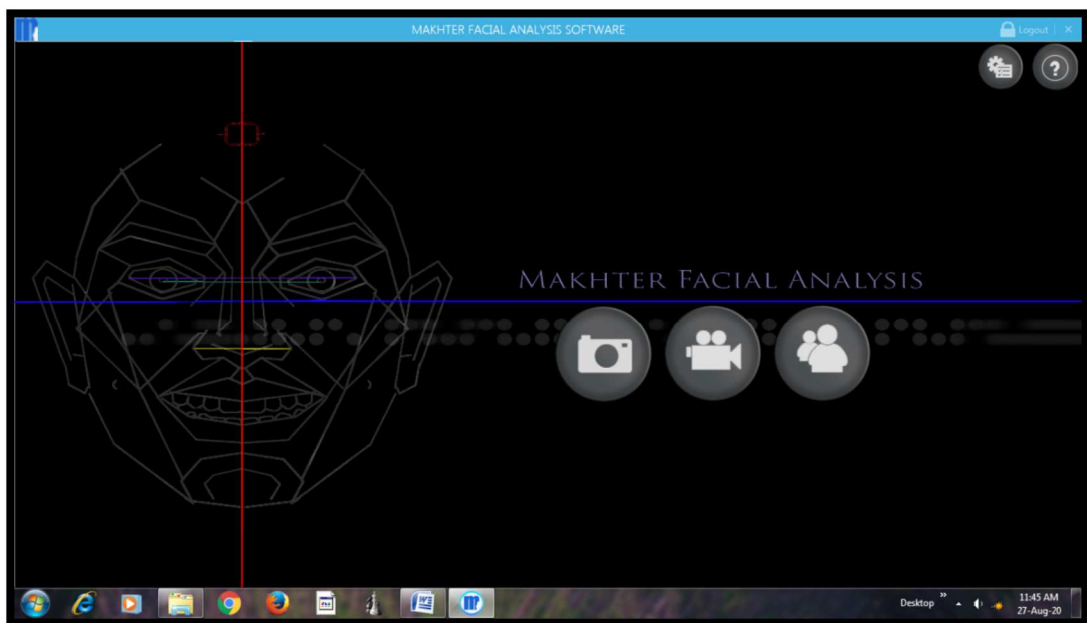 MAKHTER FACIAL ANALYSIS SOFTWARE
Logout
MAKHTER FACIAL ANALYSIS
Desktop
11:45 AM
27-Aug-20